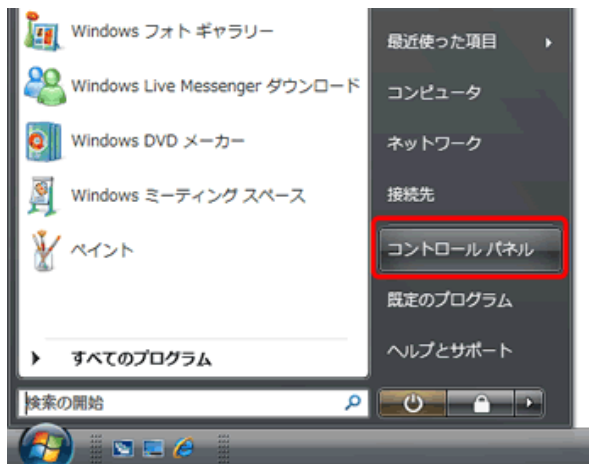 Windows フォト ギャラリー
Windows Live Messenger ダウンロード
Windows DVD メーカー
Windows ミーティング スペース
ペイント
すべてのプログラム
検索の開始
最近使った項目
コンピュータ
ネットワーク
接続先
コントロール パネル
既定のプログラム
ヘルプとサポート